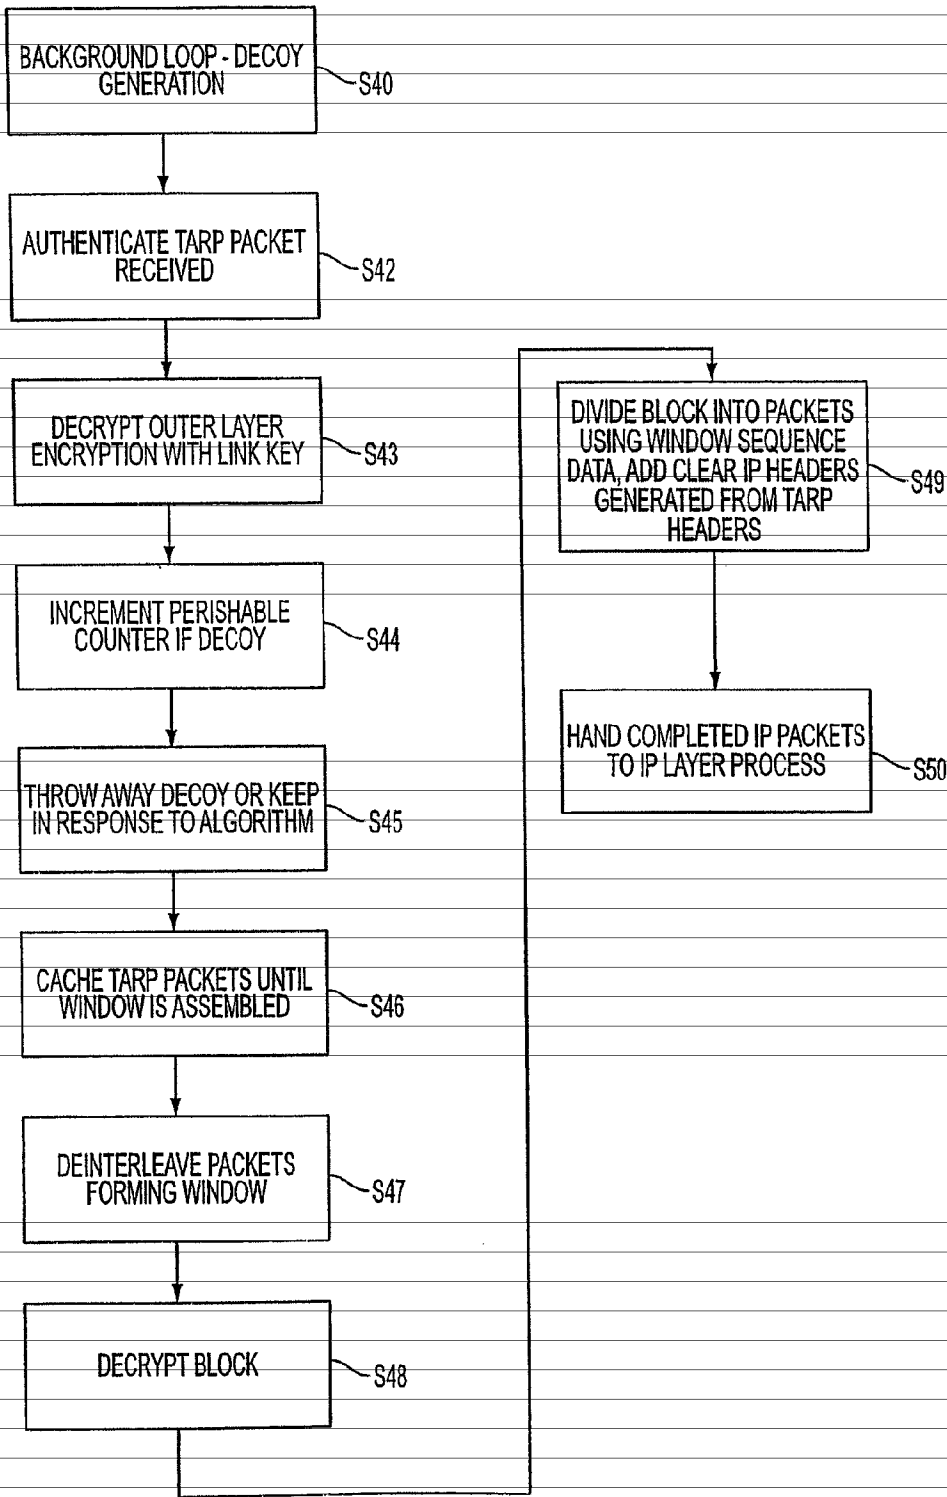 BACKGROUND LOOP - DECOY
GENERATION
S40
AUTHENTICATE TARP PACKET
RECEIVED
S42
DECRYPT OUTER LAYER
ENCRYPTION WITH LINK KEY
S43
INCREMENT PERISHABLE
COUNTER IF DECOY
S44
THROW AWAY DECOY OR KEEP
IN RESPONSE TO ALGORITHM
S45
CACHE TARP PACKETS UNTIL
WINDOW IS ASSEMBLED
S46
DEINTERLEAVE PACKETS
FORMING WINDOW
S47
DECRYPT BLOCK
S48
DIVIDE BLOCK INTO PACKETS
USING WINDOW SEQUENCE
DATA, ADD CLEAR IP HEADERS
GENERATED FROM TARP
HEADERS
S49
HAND COMPLETED IP PACKETS
TO IP LAYER PROCESS
S50